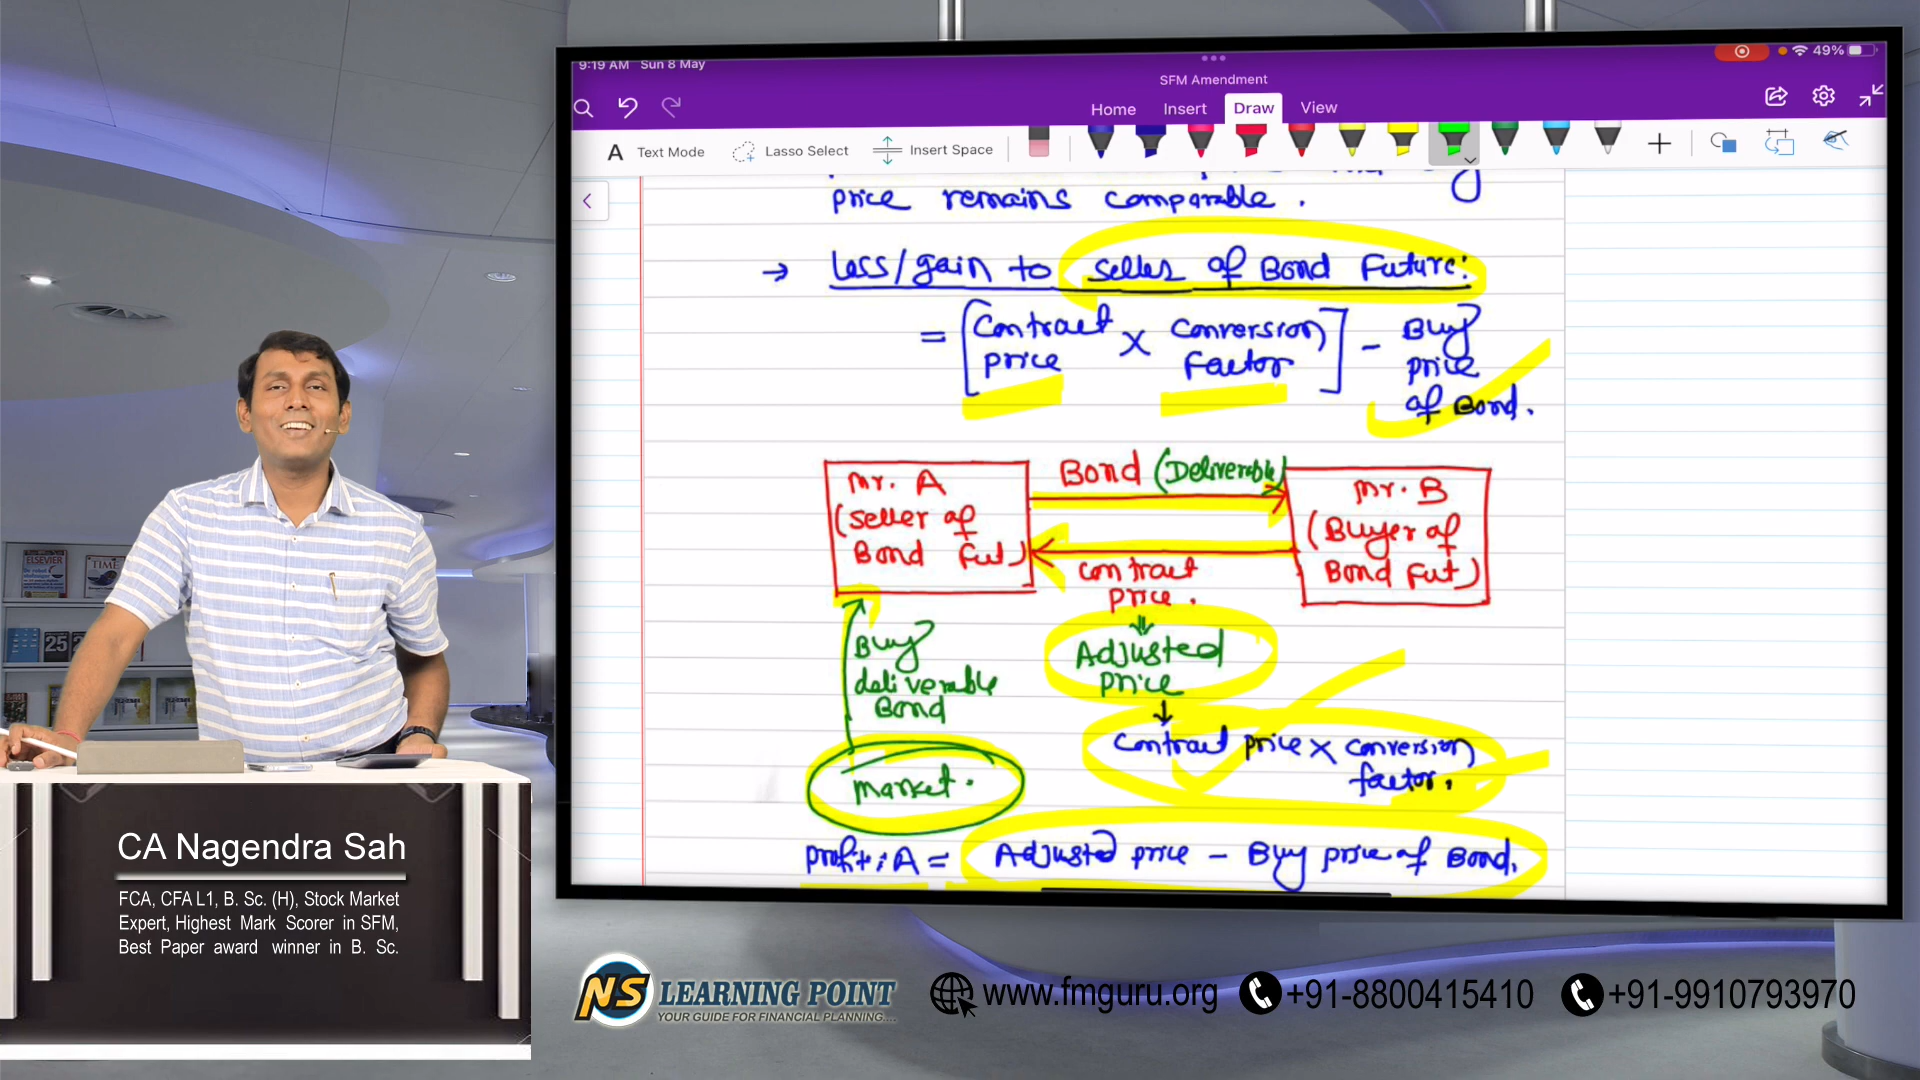 9:19 AM Sun 8 May
49%
SFM Amendment
Home Insert Draw View
A Text Mode Lasso Select Insert Space
price remains comparable.
→ Loss/gain to seller of Bond Future:
= [Contract price × Conversion Factor] - Buy price of Bond.
Mr. A
(Seller of
Bond Fut)
Bond (Deliverable)
Mr. B
(Buyer of
Bond Fut)
contract
price.
Buy
deliverable
Bond
Adjusted
price
contract price × conversion
factor.
market.
profit: A = Adjusted price - Buy price of Bond.
ELSEVIER
TIME
25
CA Nagendra Sah
FCA, CFA L1, B. Sc. (H), Stock Market
Expert, Highest Mark Scorer in SFM,
Best Paper award winner in B. Sc.
NS LEARNING POINT
YOUR GUIDE FOR FINANCIAL PLANNING....
www.fmguru.org +91-8800415410 +91-9910793970